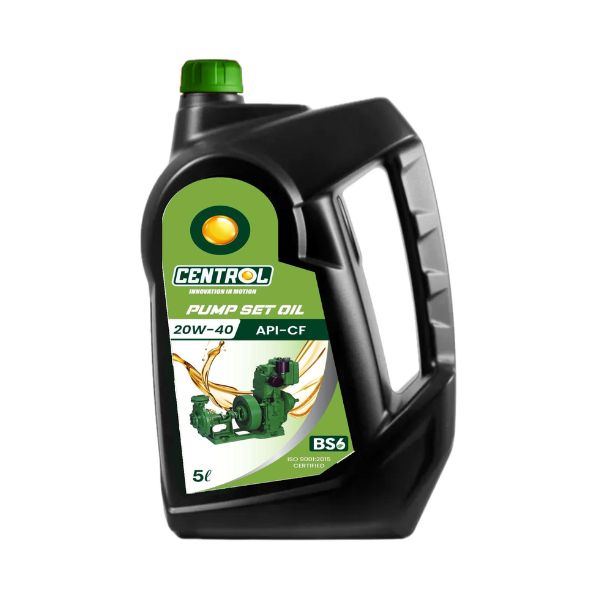 CENTROL
INNOVATION IN MOTION
PUMP SET OIL
20W-40 API-CF
BS6
ISO 9001:2015
CERTIFIED
5ℓ